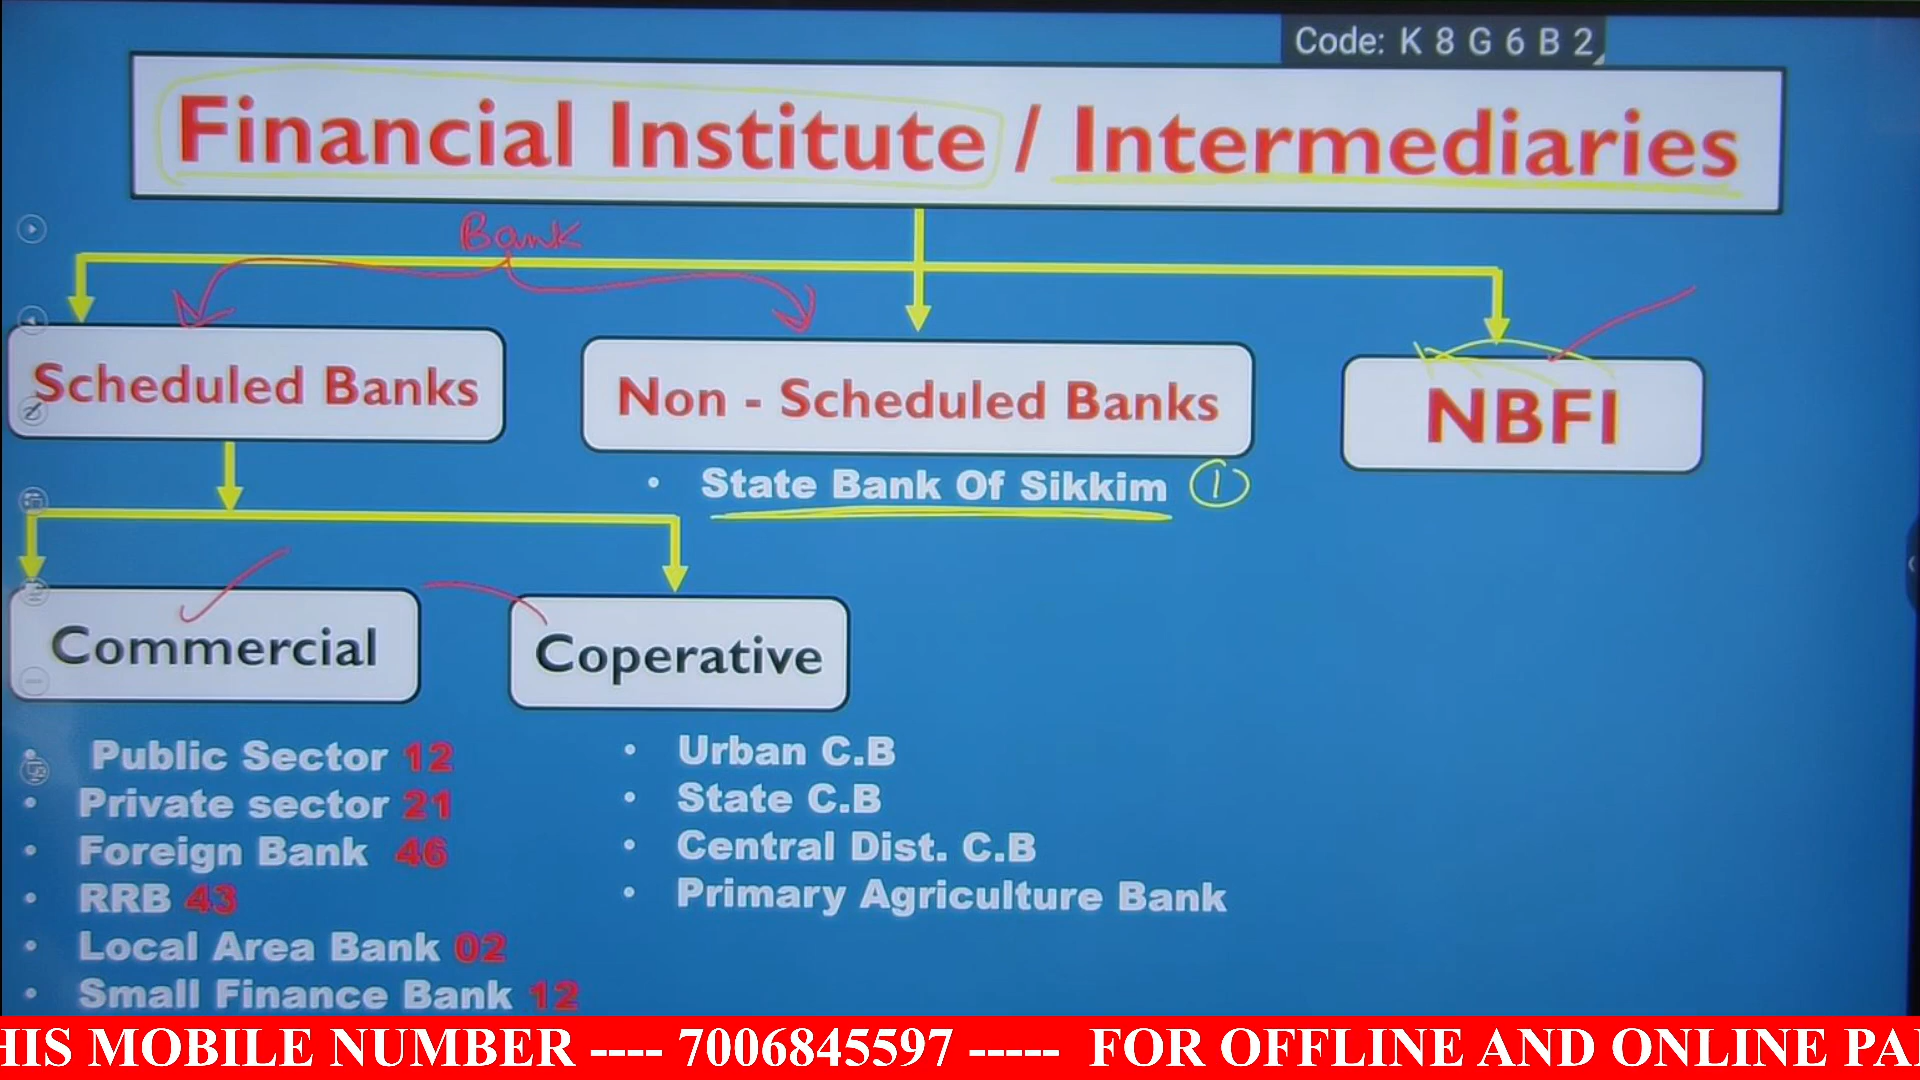 Code: K 8 G 6 B 2
Financial Institute / Intermediaries
Bank
Scheduled Banks
Non - Scheduled Banks
NBFI
• State Bank Of Sikkim 1
Commercial
Coperative
• Public Sector 12
• Private sector 21
• Foreign Bank 46
• RRB 43
• Local Area Bank 02
• Small Finance Bank 12
• Urban C.B
• State C.B
• Central Dist. C.B
• Primary Agriculture Bank
HIS MOBILE NUMBER ---- 7006845597 ----- FOR OFFLINE AND ONLINE PA